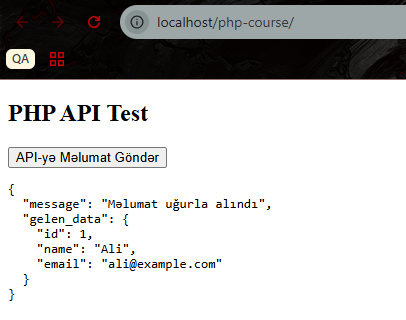 localhost/php-course/
QA
PHP API Test
API-yə Məlumat Göndər
{
  "message": "Məlumat uğurla alındı",
  "gelen_data": {
    "id": 1,
    "name": "Ali",
    "email": "ali@example.com"
  }
}